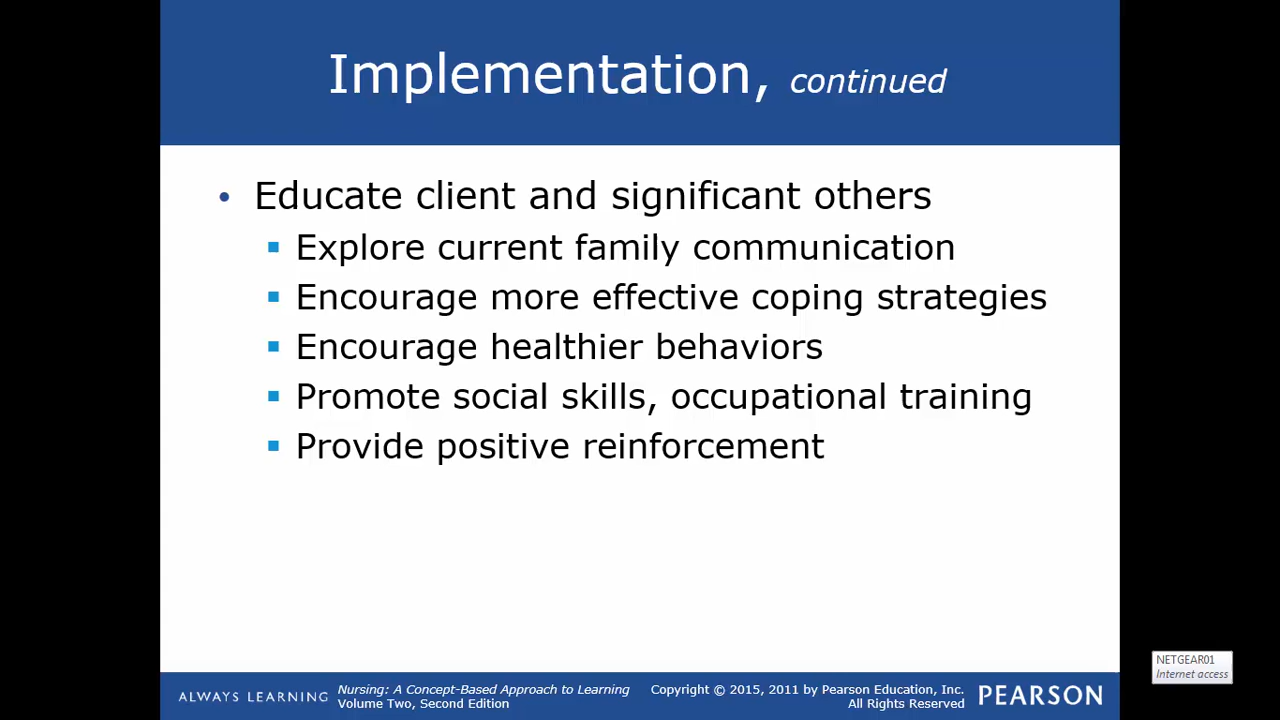 Implementation, continued
• Educate client and significant others
▪ Explore current family communication
▪ Encourage more effective coping strategies
▪ Encourage healthier behaviors
▪ Promote social skills, occupational training
▪ Provide positive reinforcement
NETGEAR01
Internet access
ALWAYS LEARNING
Nursing: A Concept-Based Approach to Learning
Volume Two, Second Edition
Copyright © 2015, 2011 by Pearson Education, Inc.
All Rights Reserved
PEARSON